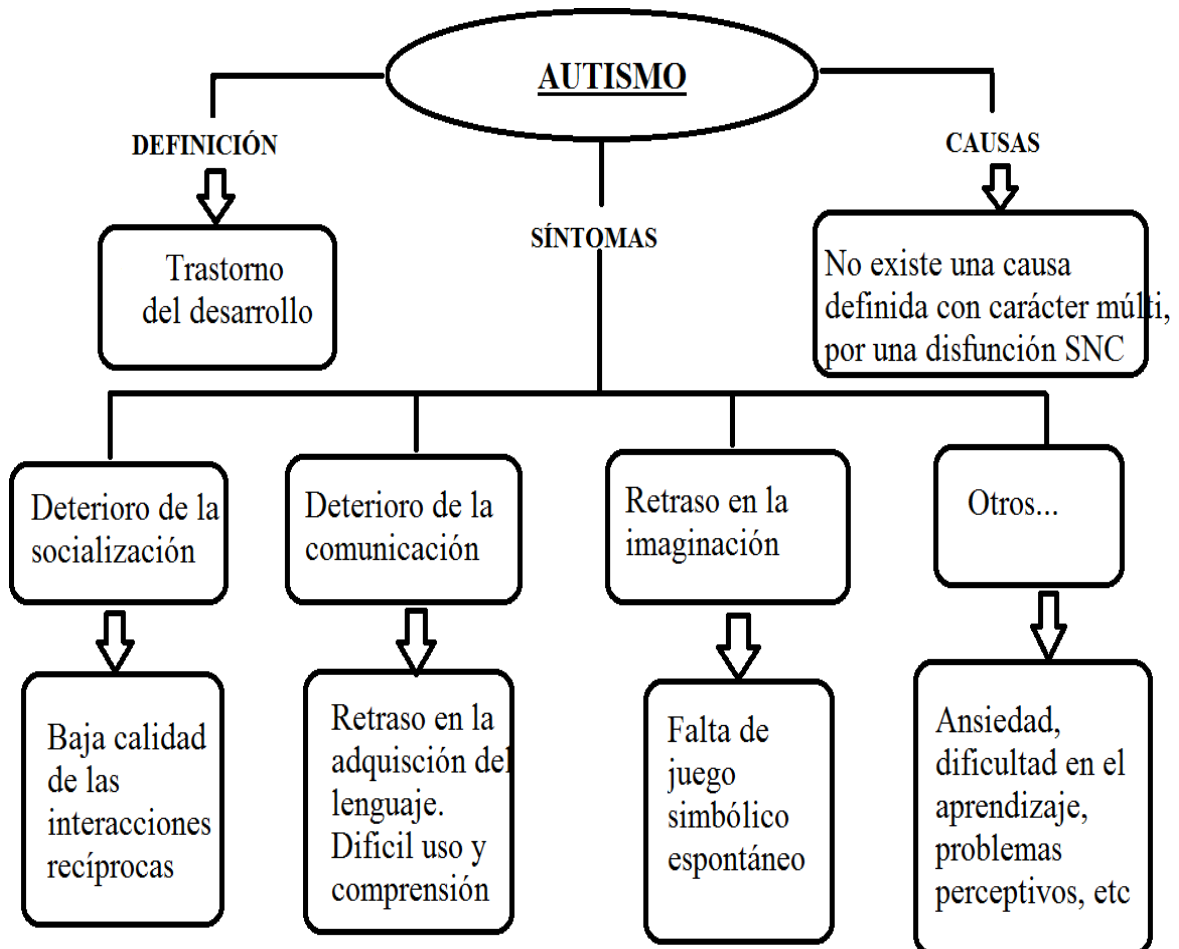 AUTISMO
DEFINICIÓN
CAUSAS
Trastorno
del desarrollo
SÍNTOMAS
No existe una causa
definida con carácter múlti,
por una disfunción SNC
Deterioro de la
socialización
Deterioro de la
comunicación
Retraso en la
imaginación
Otros...
Baja calidad
de las
interacciones
recíprocas
Retraso en la
adquisción del
lenguaje.
Dificil uso y
comprensión
Falta de
juego
simbólico
espontáneo
Ansiedad,
dificultad en el
aprendizaje,
problemas
perceptivos, etc